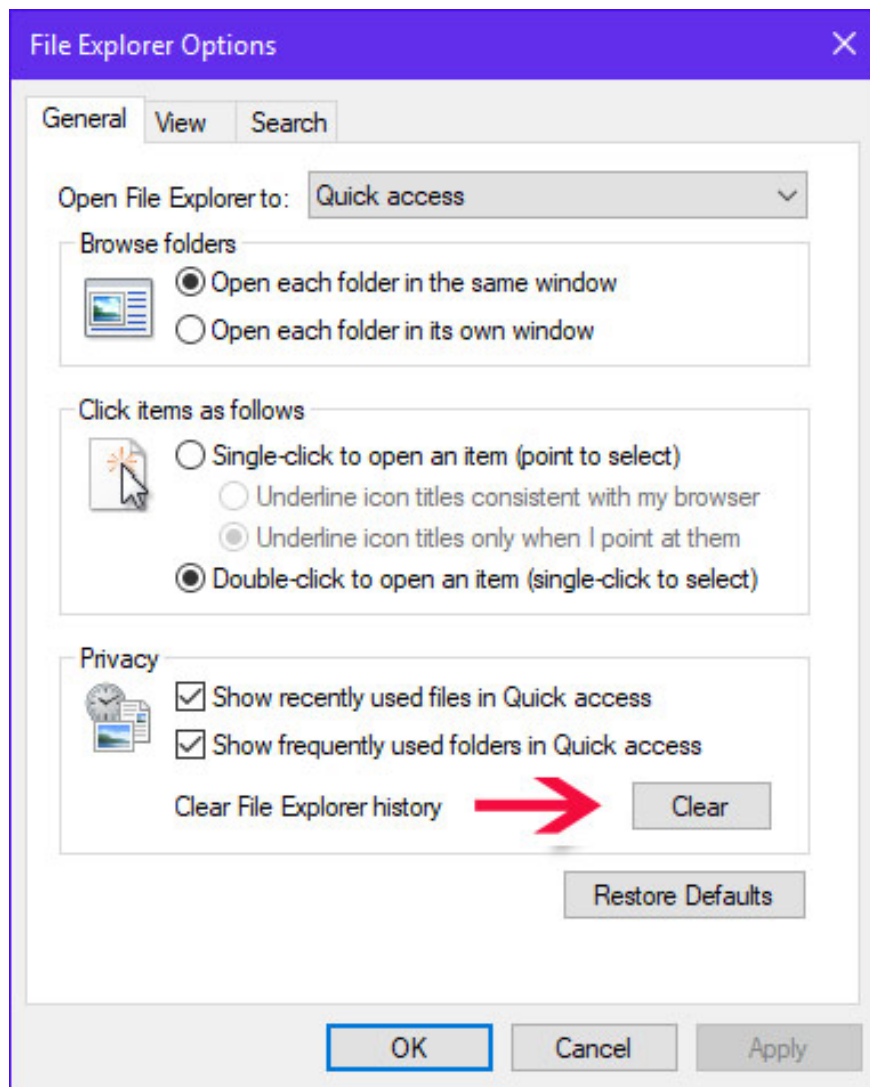 File Explorer Options
General View Search
Open File Explorer to: Quick access
Browse folders
Open each folder in the same window
Open each folder in its own window
Click items as follows
Single-click to open an item (point to select)
Underline icon titles consistent with my browser
Underline icon titles only when I point at them
Double-click to open an item (single-click to select)
Privacy
Show recently used files in Quick access
Show frequently used folders in Quick access
Clear File Explorer history Clear
Restore Defaults
OK Cancel Apply